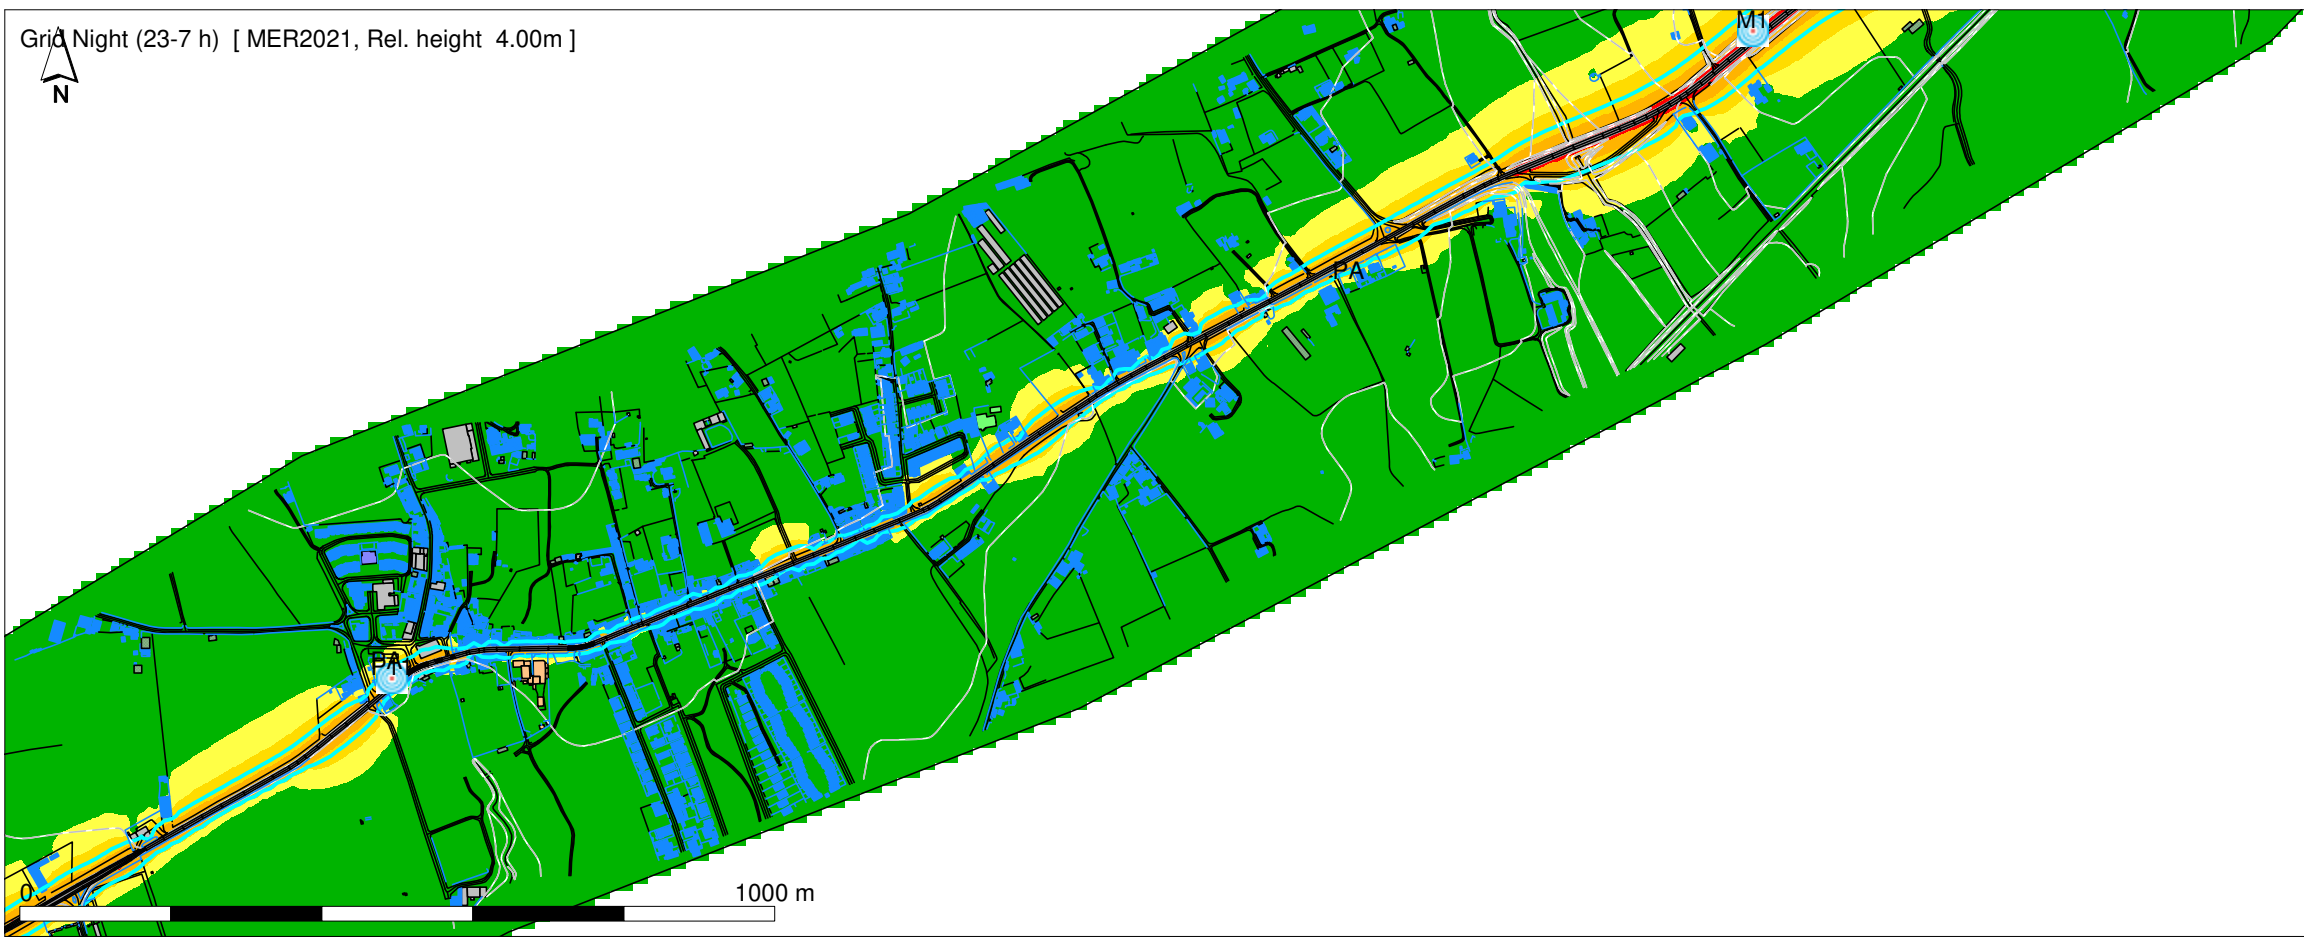 Grid Night (23-7 h) [ MER2021, Rel. height 4.00m ]
N
M1
PA
PA
0
1000 m